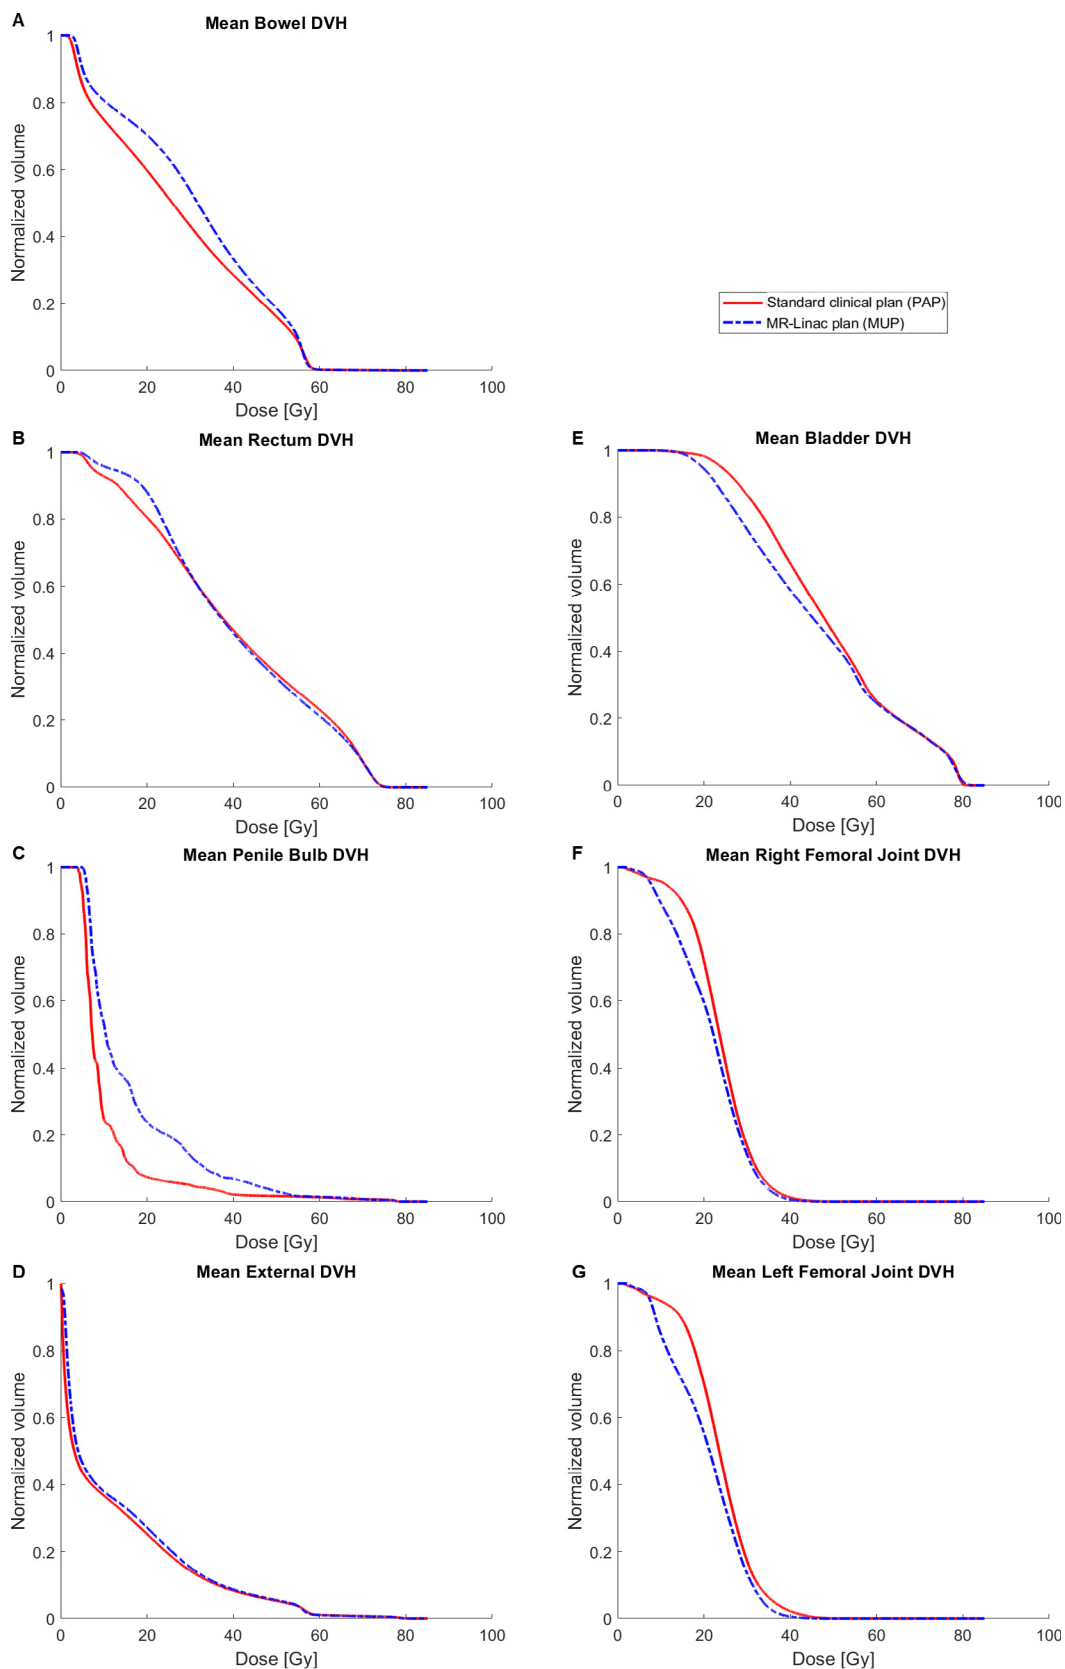 A
Mean Bowel DVH
1
0.8
0.6
0.4
0.2
0
Normalized volume
0 20 40 60 80 100
Dose [Gy]
Standard clinical plan (PAP)
MR-Linac plan (MUP)
B
Mean Rectum DVH
1
0.8
0.6
0.4
0.2
0
Normalized volume
0 20 40 60 80 100
Dose [Gy]
E
Mean Bladder DVH
1
0.8
0.6
0.4
0.2
0
Normalized volume
0 20 40 60 80 100
Dose [Gy]
C
Mean Penile Bulb DVH
1
0.8
0.6
0.4
0.2
0
Normalized volume
0 20 40 60 80 100
Dose [Gy]
F
Mean Right Femoral Joint DVH
1
0.8
0.6
0.4
0.2
0
Normalized volume
0 20 40 60 80 100
Dose [Gy]
D
Mean External DVH
1
0.8
0.6
0.4
0.2
0
Normalized volume
0 20 40 60 80 100
Dose [Gy]
G
Mean Left Femoral Joint DVH
1
0.8
0.6
0.4
0.2
0
Normalized volume
0 20 40 60 80 100
Dose [Gy]